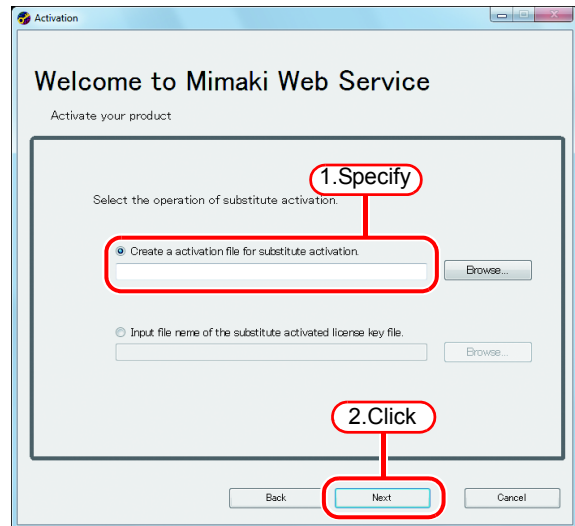 Activation
Welcome to Mimaki Web Service
Activate your product
1.Specify
Select the operation of substitute activation.
Create a activation file for substitute activation.
Browse...
Input file neme of the substitute activated license key file.
Browse...
2.Click
Back
Next
Cancel